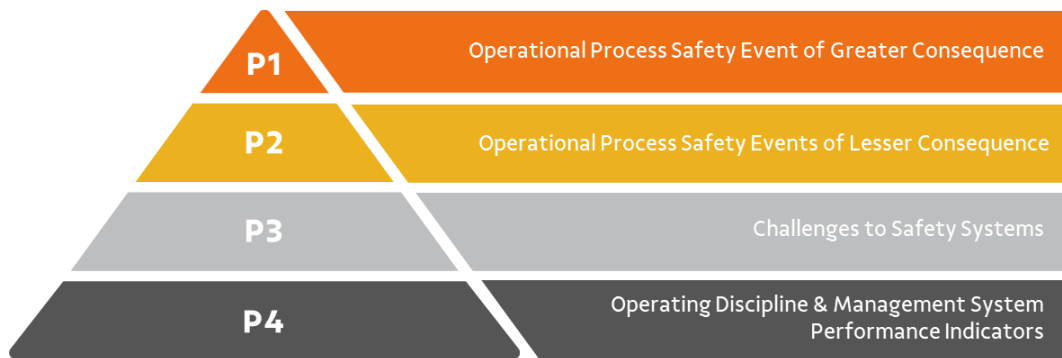 P1
Operational Process Safety Event of Greater Consequence
P2
Operational Process Safety Events of Lesser Consequence
P3
Challenges to Safety Systems
P4
Operating Discipline & Management System
Performance Indicators